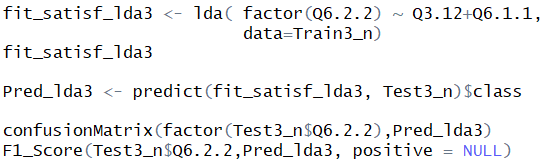 fit_satisf_lda3 <- lda( factor(Q6.2.2) ~ Q3.12+Q6.1.1,
data=Train3_n)
fit_satisf_lda3
Pred_lda3 <- predict(fit_satisf_lda3, Test3_n)$class
confusionMatrix(factor(Test3_n$Q6.2.2),Pred_lda3)
F1_Score(Test3_n$Q6.2.2,Pred_lda3, positive = NULL)